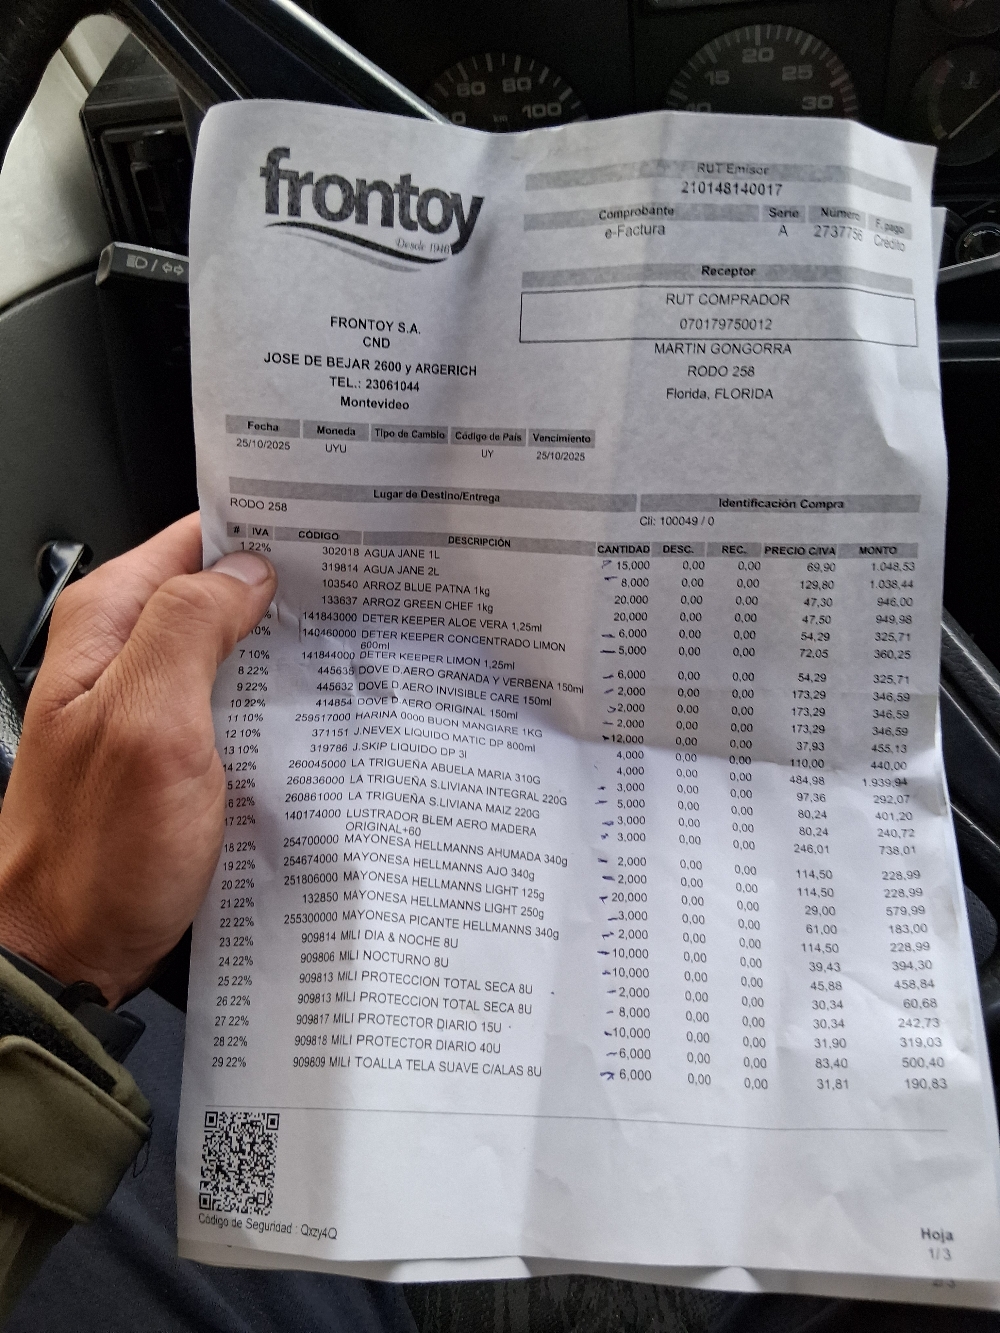 60 80
100
km
15 20 25
10 30
frontoy
Desde 1946
RUT Emisor
210148140017
Comprobante Serie Número F. pago
e-Factura A 2737756 Crédito
Receptor
RUT COMPRADOR
070179750012
MARTIN GONGORRA
RODO 258
Florida, FLORIDA
FRONTOY S.A.
CND
JOSE DE BEJAR 2600 y ARGERICH
TEL.: 23061044
Montevideo
Fecha Moneda Tipo de Cambio Código de País Vencimiento
25/10/2025 UYU UY 25/10/2025
Lugar de Destino/Entrega Identificación Compra
RODO 258 Cli: 100049 / 0
# IVA CÓDIGO DESCRIPCIÓN CANTIDAD DESC. REC. PRECIO C/IVA MONTO
1 22% 302018 AGUA JANE 1L 15,000 0,00 0,00 69,90 1.048,53
319814 AGUA JANE 2L 8,000 0,00 0,00 129,80 1.038,44
103540 ARROZ BLUE PATNA 1kg 20,000 0,00 0,00 47,30 946,00
133637 ARROZ GREEN CHEF 1kg 20,000 0,00 0,00 47,50 949,98
141843000 DETER KEEPER ALOE VERA 1,25ml 6,000 0,00 0,00 54,29 325,71
10% 140460000 DETER KEEPER CONCENTRADO LIMON 5,000 0,00 0,00 72,05 360,25
600ml
7 10% 141844000 DETER KEEPER LIMON 1,25ml 6,000 0,00 0,00 54,29 325,71
8 22% 445635 DOVE D.AERO GRANADA Y VERBENA 150ml 2,000 0,00 0,00 173,29 346,59
9 22% 445632 DOVE D.AERO INVISIBLE CARE 150ml 2,000 0,00 0,00 173,29 346,59
10 22% 414854 DOVE D.AERO ORIGINAL 150ml 2,000 0,00 0,00 173,29 346,59
11 10% 259517000 HARINA 0000 BUON MANGIARE 1KG 12,000 0,00 0,00 37,93 455,13
12 10% 371151 J.NEVEX LIQUIDO MATIC DP 800ml 4,000 0,00 0,00 110,00 440,00
13 10% 319786 J.SKIP LIQUIDO DP 3l 4,000 0,00 0,00 484,98 1.939,94
14 22% 260045000 LA TRIGUEÑA ABUELA MARIA 310G 3,000 0,00 0,00 97,36 292,07
5 22% 260836000 LA TRIGUEÑA S.LIVIANA INTEGRAL 220G 5,000 0,00 0,00 80,24 401,20
6 22% 260861000 LA TRIGUEÑA S.LIVIANA MAIZ 220G 3,000 0,00 0,00 80,24 240,72
17 22% 140174000 LUSTRADOR BLEM AERO MADERA 3,000 0,00 0,00 246,01 738,01
ORIGINAL+60
18 22% 254700000 MAYONESA HELLMANNS AHUMADA 340g 2,000 0,00 0,00 114,50 228,99
19 22% 254674000 MAYONESA HELLMANNS AJO 340g 2,000 0,00 0,00 114,50 228,99
20 22% 251806000 MAYONESA HELLMANNS LIGHT 125g 20,000 0,00 0,00 29,00 579,99
21 22% 132850 MAYONESA HELLMANNS LIGHT 250g 3,000 0,00 0,00 61,00 183,00
22 22% 255300000 MAYONESA PICANTE HELLMANNS 340g 2,000 0,00 0,00 114,50 228,99
23 22% 909814 MILI DIA & NOCHE 8U 10,000 0,00 0,00 39,43 394,30
24 22% 909806 MILI NOCTURNO 8U 10,000 0,00 0,00 45,88 458,84
25 22% 909813 MILI PROTECCION TOTAL SECA 8U 2,000 0,00 0,00 30,34 60,68
26 22% 909813 MILI PROTECCION TOTAL SECA 8U 8,000 0,00 0,00 30,34 242,73
27 22% 909817 MILI PROTECTOR DIARIO 15U 10,000 0,00 0,00 31,90 319,03
28 22% 909818 MILI PROTECTOR DIARIO 40U 6,000 0,00 0,00 83,40 500,40
29 22% 909809 MILI TOALLA TELA SUAVE C/ALAS 8U 6,000 0,00 0,00 31,81 190,83
Código de Seguridad : Qxzy4Q
Hoja
1/3